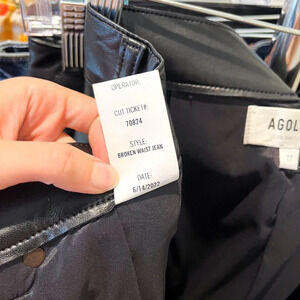 OPERATOR:
CUT TICKET#:
70824
STYLE:
BROKEN WAIST JEAN
DATE:
6/14/2022
AGOL